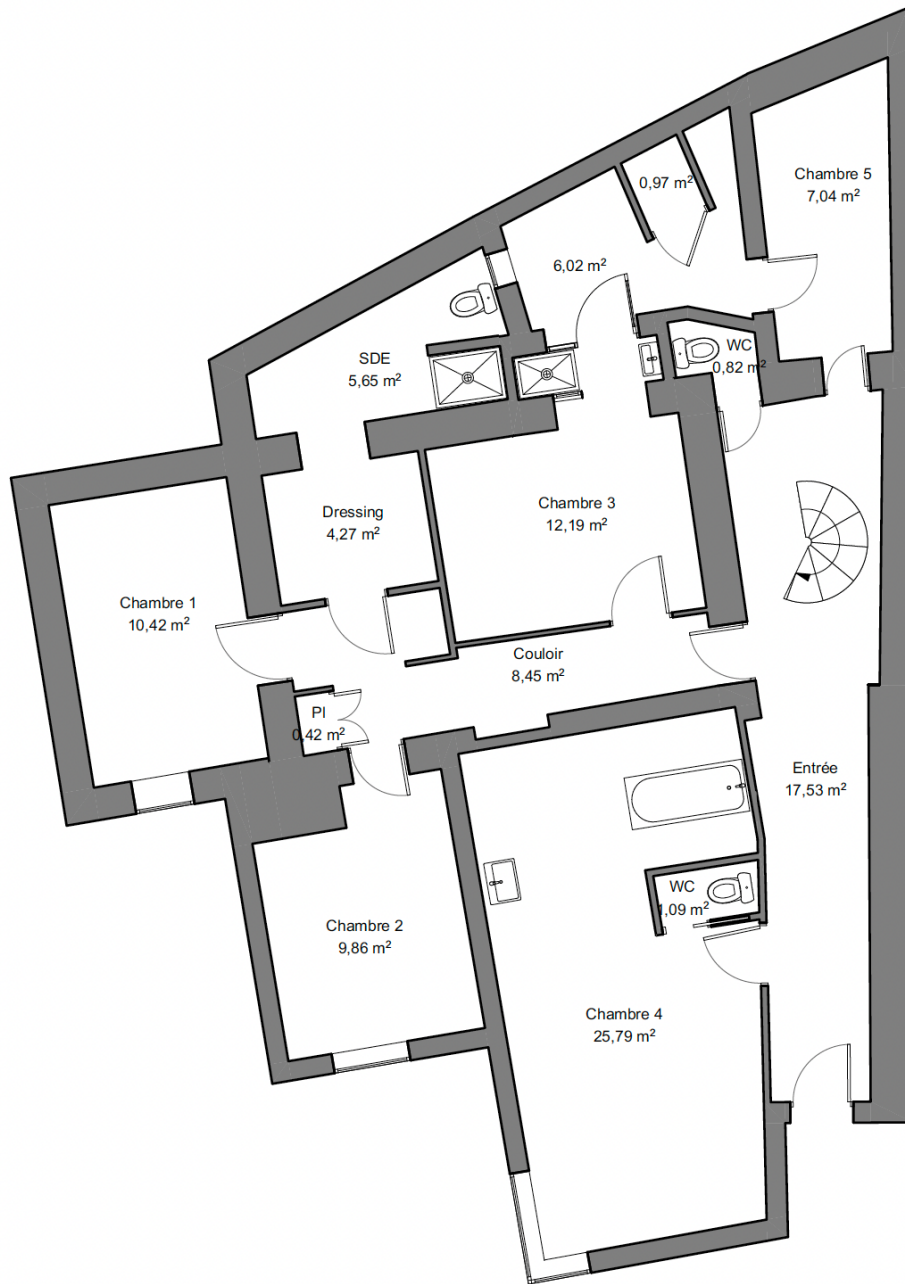 Chambre 5
7,04 m²
0,97 m²
6,02 m²
WC
0,82 m²
SDE
5,65 m²
Chambre 3
12,19 m²
Dressing
4,27 m²
Chambre 1
10,42 m²
Couloir
8,45 m²
Pl
0,42 m²
Entrée
17,53 m²
WC
1,09 m²
Chambre 2
9,86 m²
Chambre 4
25,79 m²